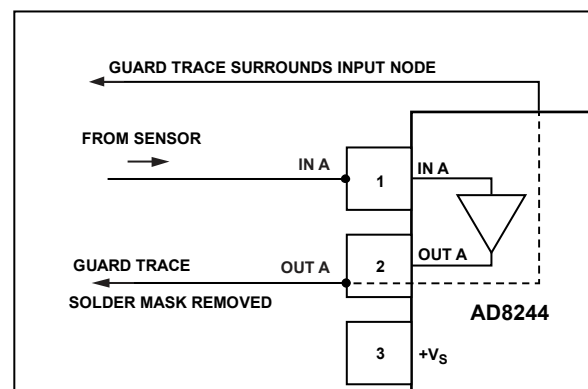 GUARD TRACE SURROUNDS INPUT NODE
FROM SENSOR
IN A
1
IN A
GUARD TRACE
OUT A
2
OUT A
SOLDER MASK REMOVED
AD8244
3
+VS